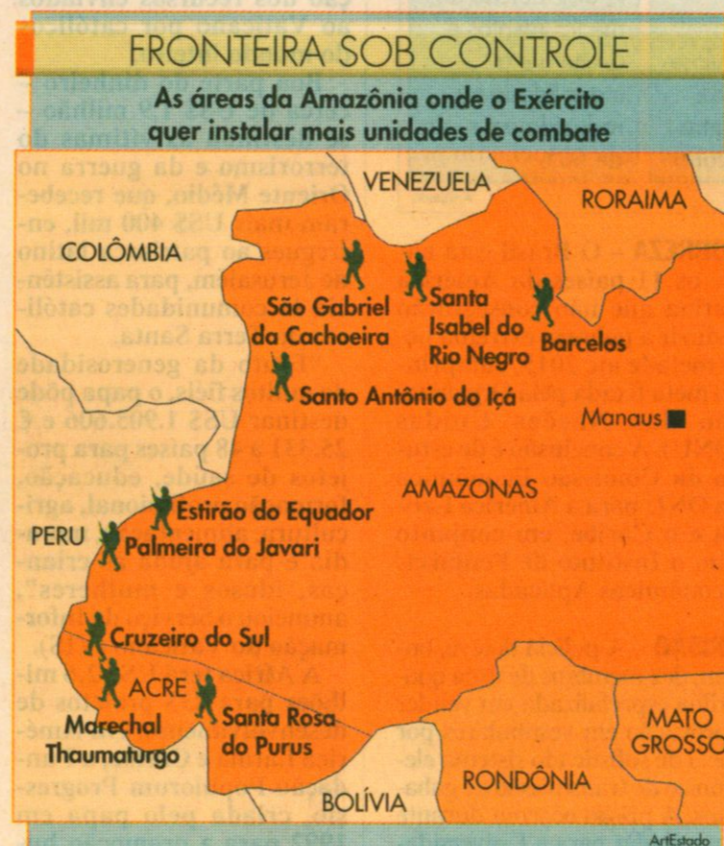 FRONTEIRA SOB CONTROLE
As áreas da Amazônia onde o Exército
quer instalar mais unidades de combate
VENEZUELA
RORAIMA
COLÔMBIA
São Gabriel
da Cachoeira
Santa
Isabel do
Rio Negro
Barcelos
Santo Antônio do Içá
Manaus
AMAZONAS
Estirão do Equador
PERU
Palmeira do Javari
Cruzeiro do Sul
ACRE
Marechal
Thaumaturgo
Santa Rosa
do Purus
MATO
GROSSO
RONDÔNIA
BOLÍVIA
ArtEstado